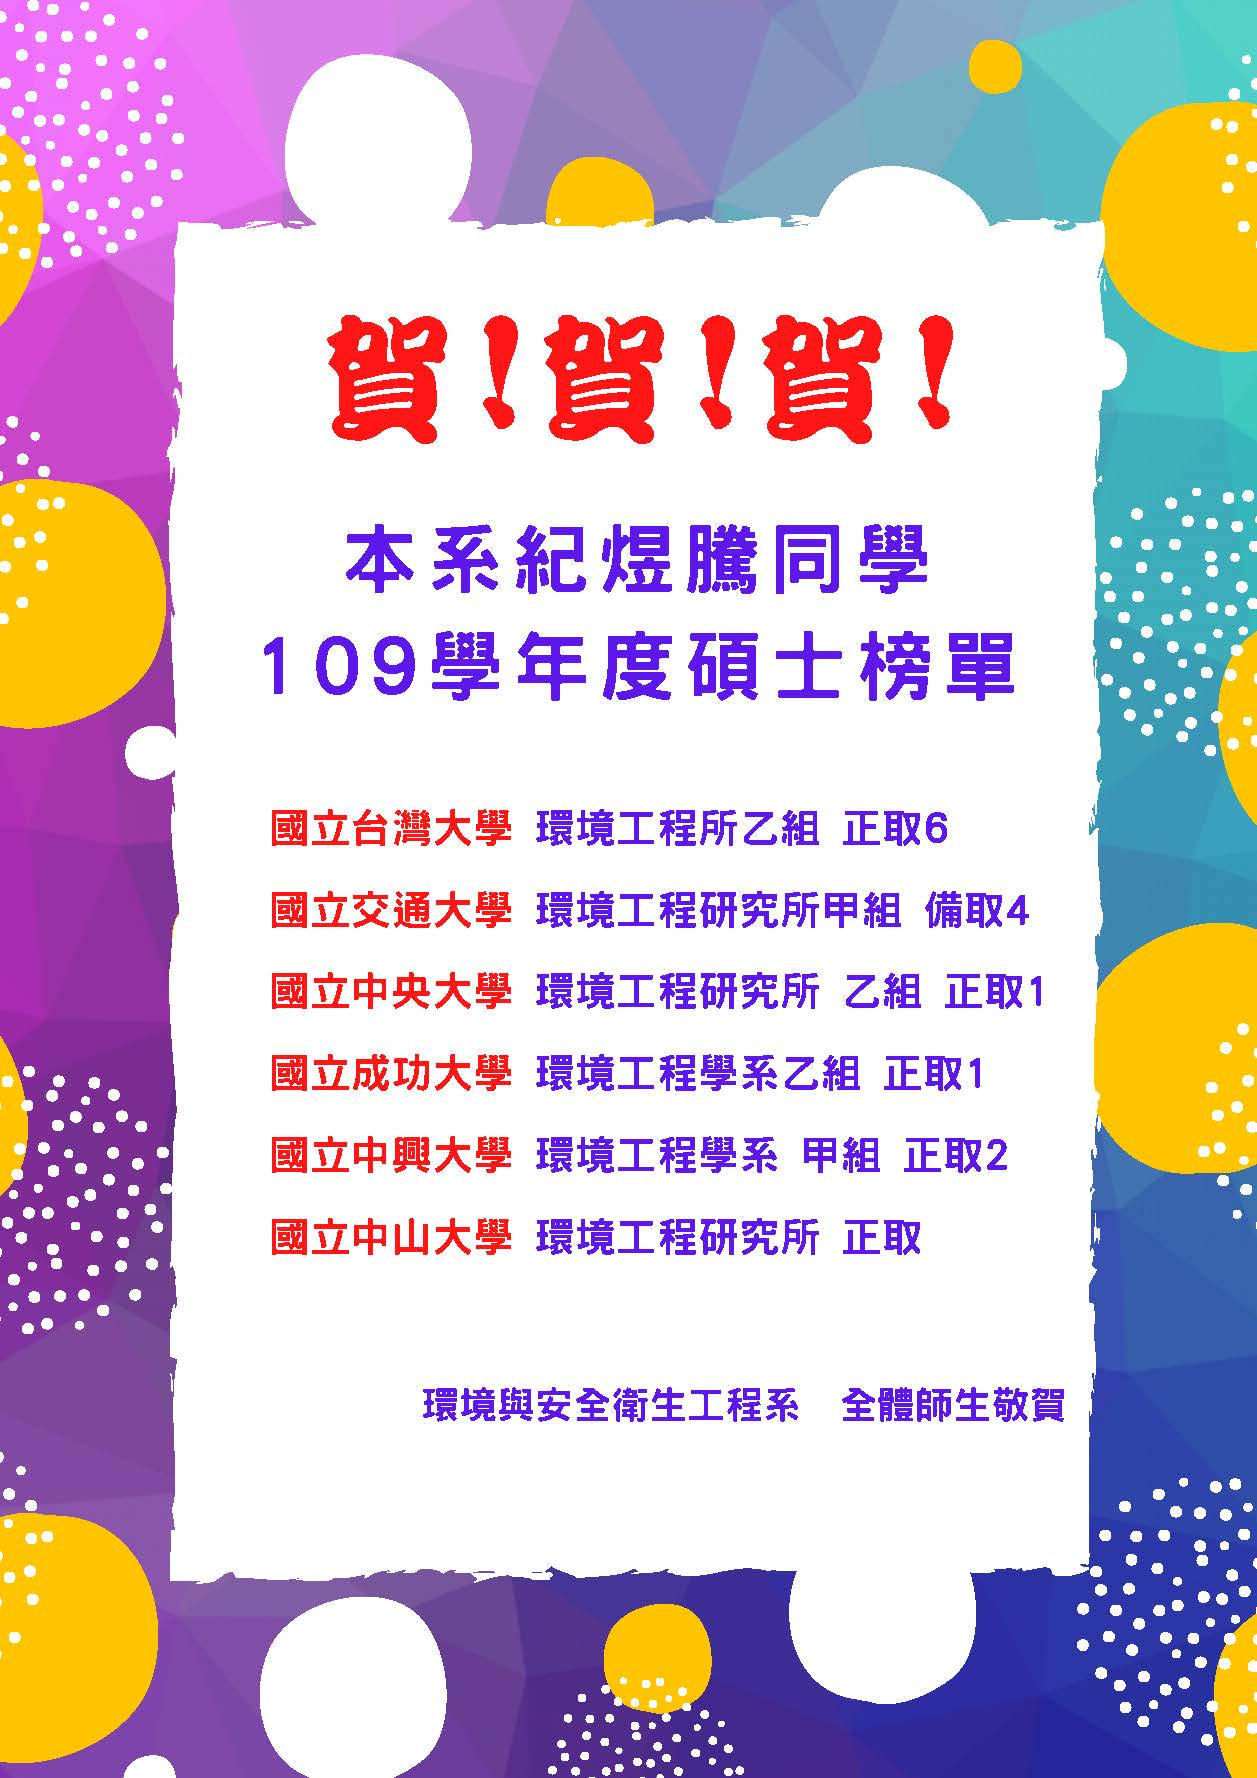 賀!賀!賀!
本系紀煜騰同學
109學年度碩士榜單
國立台灣大學 環境工程所乙組 正取6
國立交通大學 環境工程研究所甲組 備取4
國立中央大學 環境工程研究所 乙組 正取1
國立成功大學 環境工程學系乙組 正取1
國立中興大學 環境工程學系 甲組 正取2
國立中山大學 環境工程研究所 正取
環境與安全衛生工程系 全體師生敬賀